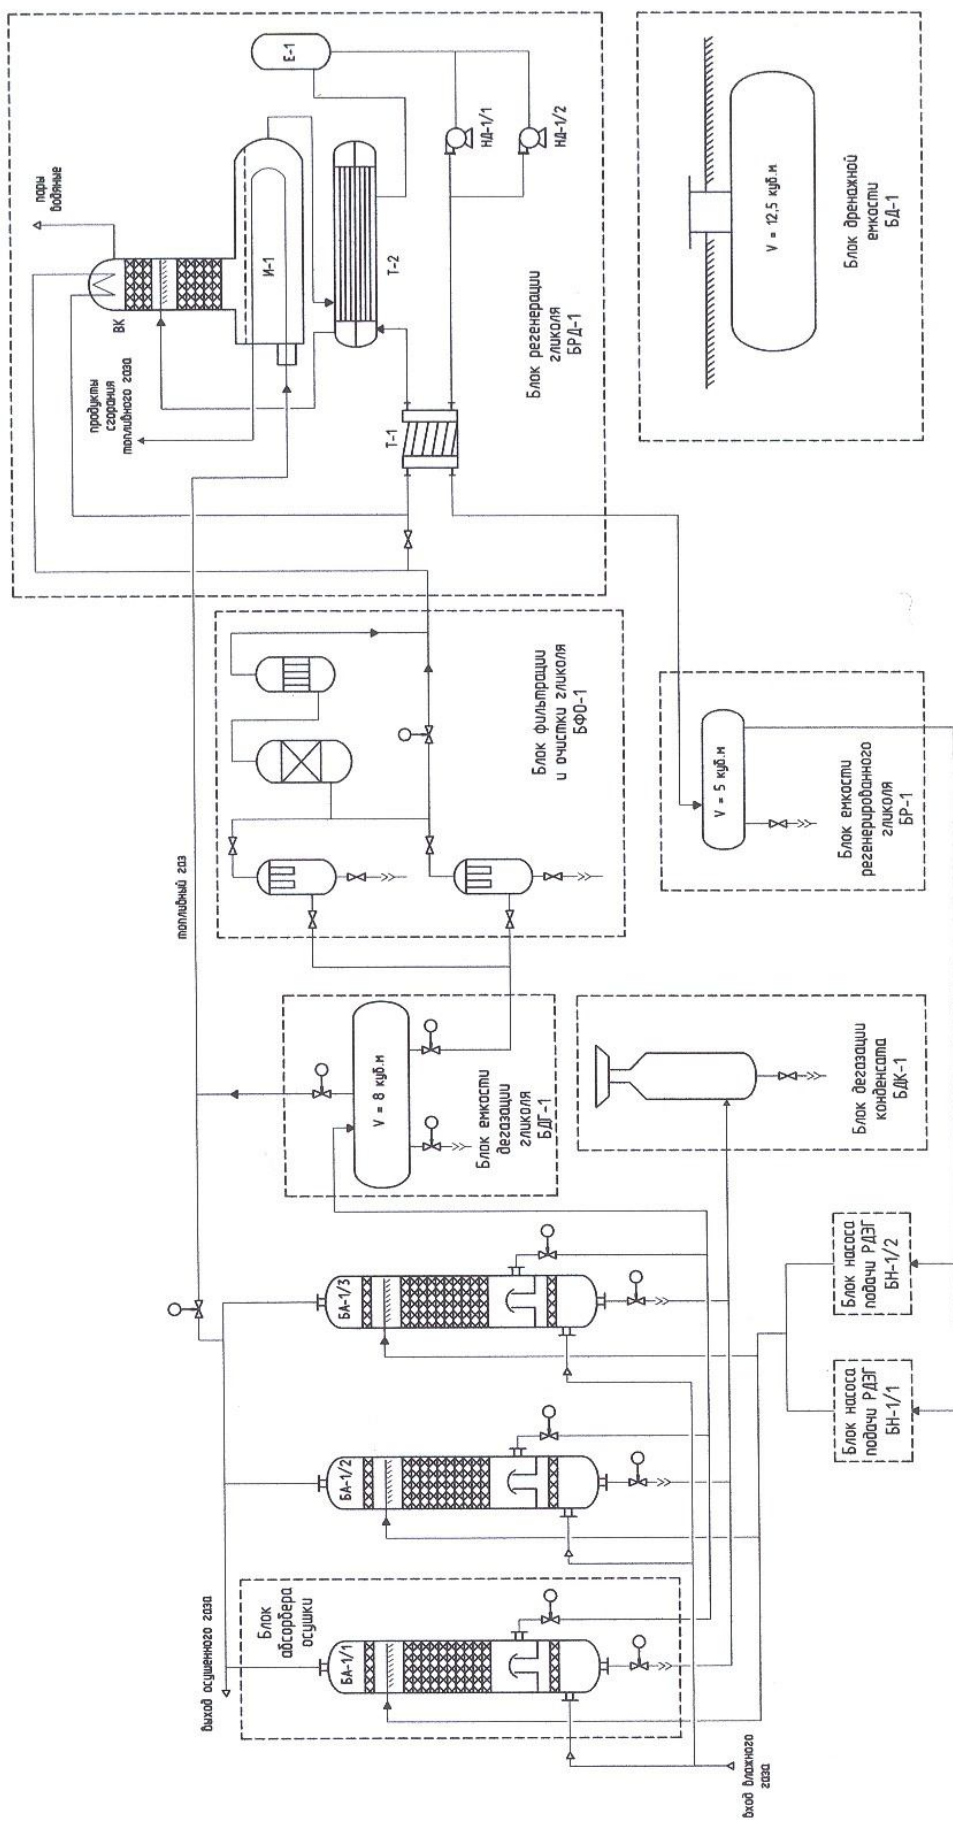 пары
водяные
ВК
И-1
Е-1
Т-2
НД-1/1
НД-1/2
продукты
сгорания
топливного газа
Т-1
Блок регенерации
гликоля
БРД-1
V = 12,5 куб.м
Блок дренажной
емкости
БД-1
топливный газ
Блок фильтрации
и очистки гликоля
БФО-1
V = 5 куб.м
Блок емкости
регенерированного
гликоля
БР-1
V = 8 куб.м
Блок емкости
дегазации
гликоля
БДГ-1
Блок дегазации
конденсата
БДК-1
БА-1/3
БА-1/2
БА-1/1
Блок
абсорбера
осушки
выход осушенного газа
вход влажного
газа
Блок насоса
подачи РДЭГ
БН-1/2
Блок насоса
подачи РДЭГ
БН-1/1